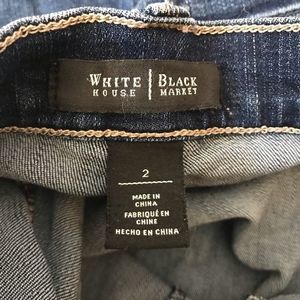 WHITE | BLACK
HOUSE | MARKET
2
MADE IN
CHINA
FABRIQUÉ EN
CHINE
HECHO EN CHINA